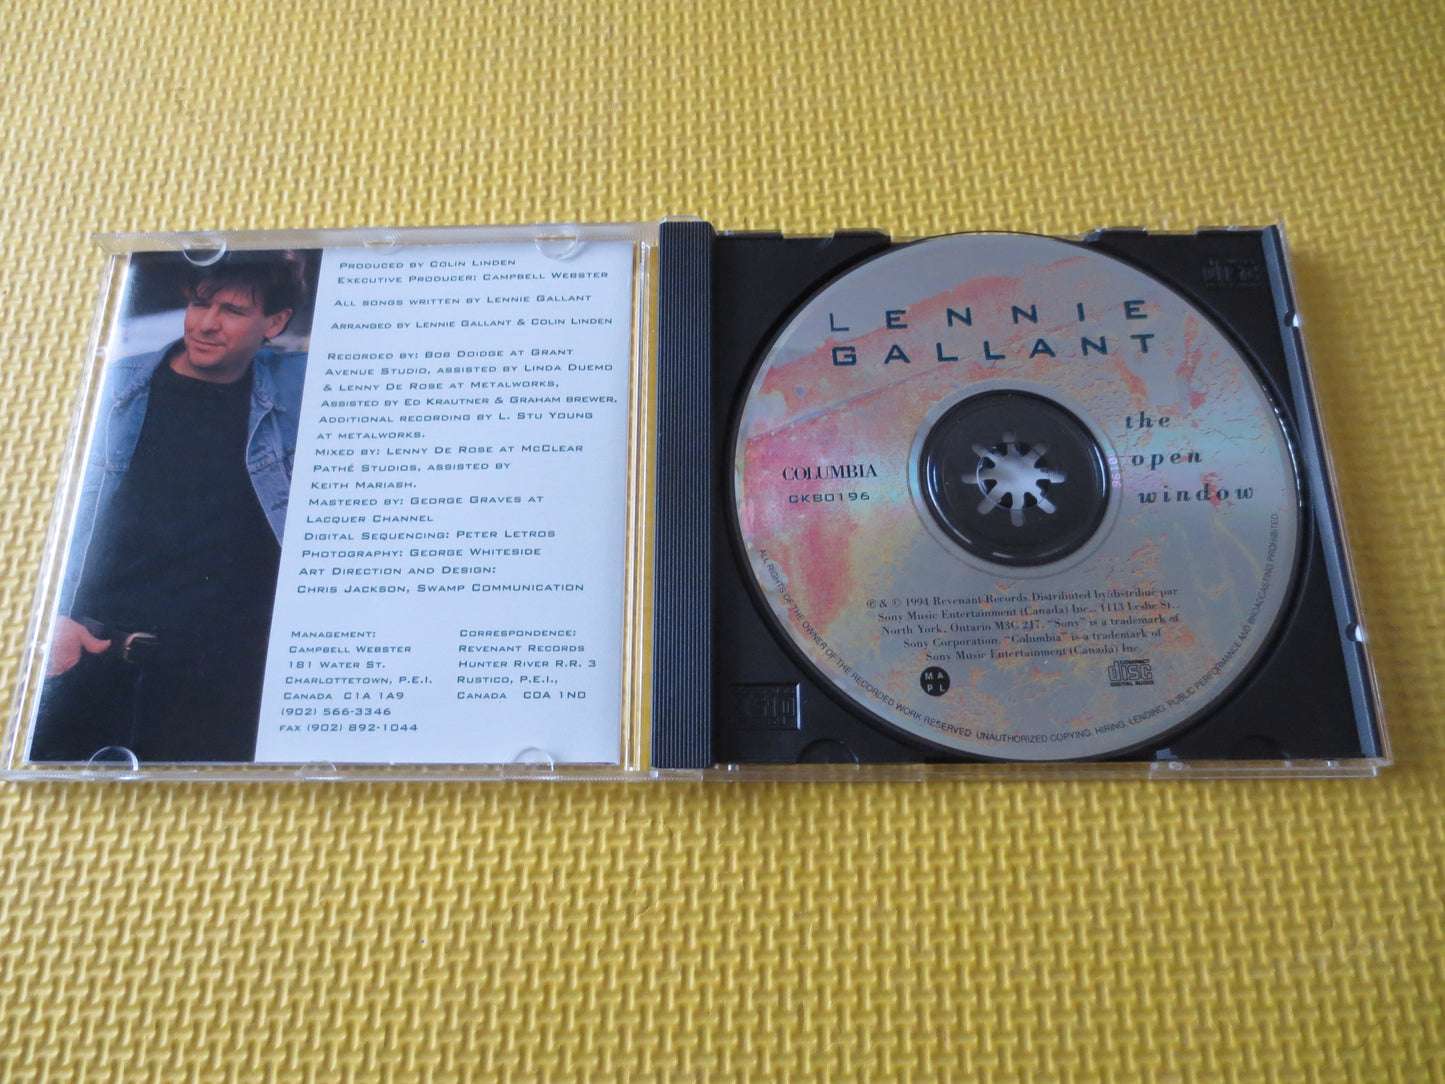 PRODUCED BY COLIN LINDEN
EXECUTIVE PRODUCER: CAMPBELL WEBSTER
ALL SONGS WRITTEN BY LENNIE GALLANT
ARRANGED BY LENNIE GALLANT & COLIN LINDEN
RECORDED BY: BOB DOIDGE AT GRANT
AVENUE STUDIO, ASSISTED BY LINDA DUEMO
& LENNY DE ROSE AT METALWORKS,
ASSISTED BY ED KRAUTNER & GRAHAM BREWER,
ADDITIONAL RECORDING BY L. STU YOUNG
AT METALWORKS.
MIXED BY: LENNY DE ROSE AT MCCLEAR
PATHÉ STUDIOS, ASSISTED BY
KEITH MARIASH.
MASTERED BY: GEORGE GRAVES AT
LACQUER CHANNEL
DIGITAL SEQUENCING: PETER LETROS
PHOTOGRAPHY: GEORGE WHITESIDE
ART DIRECTION AND DESIGN:
CHRIS JACKSON, SWAMP COMMUNICATION
MANAGEMENT:
CAMPBELL WEBSTER
181 WATER ST.
CHARLOTTETOWN, P.E.I.
CANADA C1A 1A9
(902) 566-3346
FAX (902) 892-1044
CORRESPONDENCE:
REVENANT RECORDS
HUNTER RIVER R.R. 3
RUSTICO, P.E.I.,
CANADA COA 1NO
LENNIE
GALLANT
the
open
window
COLUMBIA
CK80196
℗ & © 1994 Revenant Records. Distributed by/distribué par
Sony Music Entertainment (Canada) Inc., 1113 Leslie St.,
North York, Ontario M3C 2J7. "Sony" is a trademark of
Sony Corporation. "Columbia" is a trademark of
Sony Music Entertainment (Canada) Inc.
M A
P L
COMPACT
disc
DIGITAL AUDIO
ALL RIGHTS OF THE OWNER OF THE RECORDED WORK RESERVED. UNAUTHORIZED COPYING, HIRING, LENDING, PUBLIC PERFORMANCE AND BROADCASTING PROHIBITED.